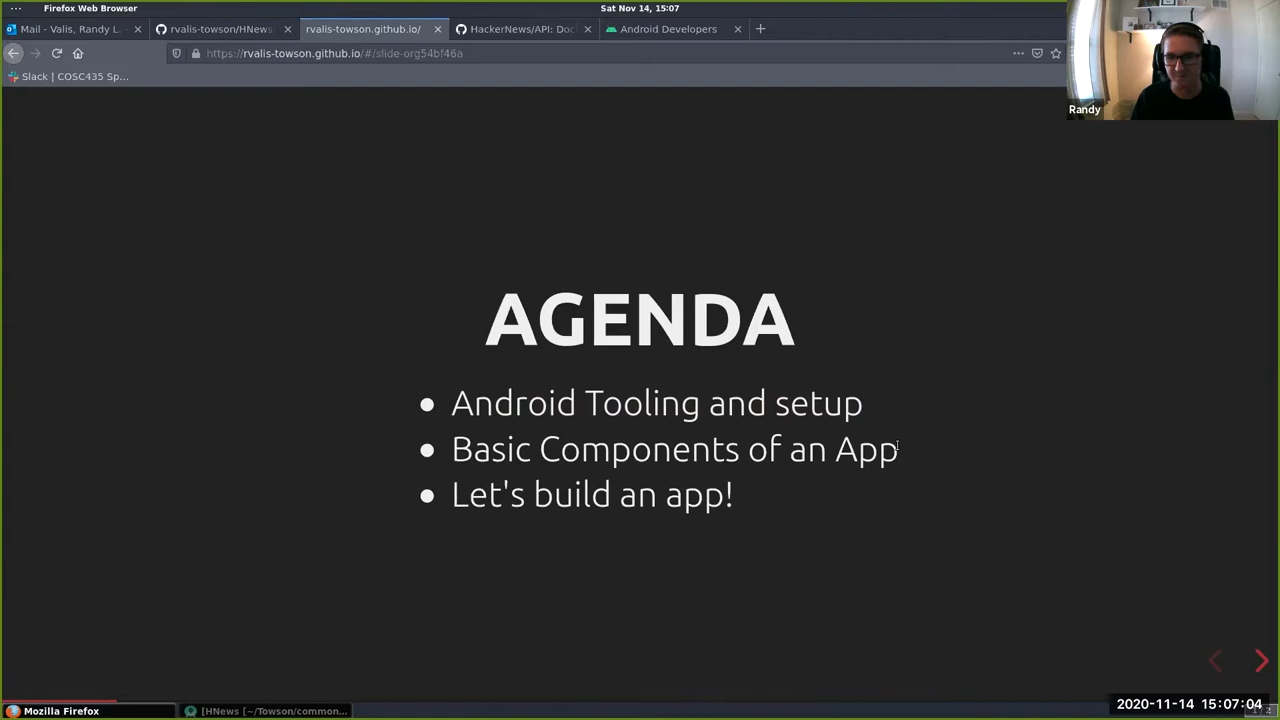 Firefox Web Browser
Sat Nov 14, 15:07
Mail - Valis, Randy L.
rvalis-towson/HNews
rvalis-towson.github.io/
HackerNews/API: Doc
Android Developers
https://rvalis-towson.github.io/#/slide-org54bf46a
Slack | COSC435 Sp...
Randy
AGENDA
Android Tooling and setup
Basic Components of an App
Let's build an app!
Mozilla Firefox
[HNews [~/Towson/common...
2020-11-14 15:07:04